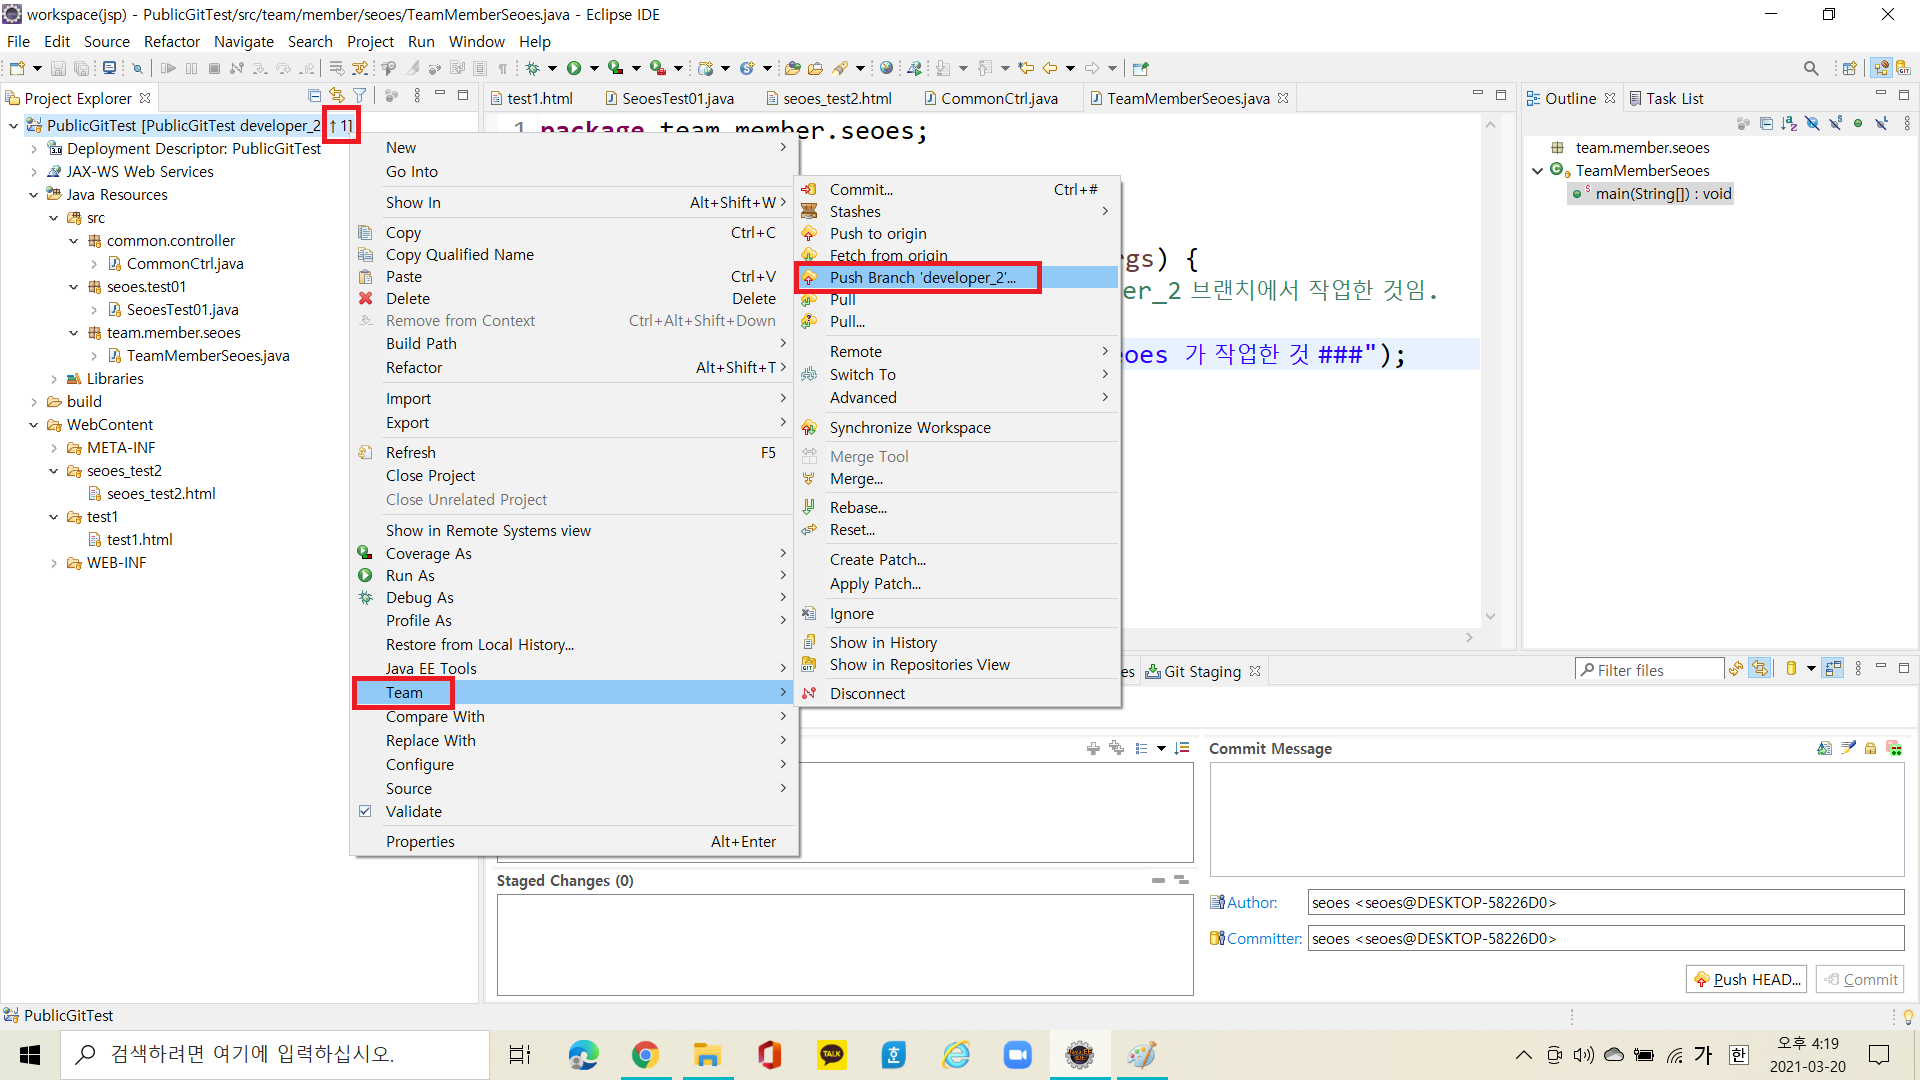 workspace(jsp) - PublicGitTest/src/team/member/seoes/TeamMemberSeoes.java - Eclipse IDE
File Edit Source Refactor Navigate Search Project Run Window Help
Project Explorer
PublicGitTest [PublicGitTest developer_2 ↑ 1]
Deployment Descriptor: PublicGitTest
JAX-WS Web Services
Java Resources
src
common.controller
CommonCtrl.java
seoes.test01
SeoesTest01.java
team.member.seoes
TeamMemberSeoes.java
Libraries
build
WebContent
META-INF
seoes_test2
seoes_test2.html
test1
test1.html
WEB-INF
New
Go Into
Show In Alt+Shift+W
Copy Ctrl+C
Copy Qualified Name
Paste Ctrl+V
Delete Delete
Remove from Context Ctrl+Alt+Shift+Down
Build Path
Refactor Alt+Shift+T
Import
Export
Refresh F5
Close Project
Close Unrelated Project
Show in Remote Systems view
Coverage As
Run As
Debug As
Profile As
Restore from Local History...
Java EE Tools
Team
Compare With
Replace With
Configure
Source
Validate
Properties Alt+Enter
Commit... Ctrl+#
Stashes
Push to origin
Fetch from origin
Push Branch 'developer_2'...
Pull
Pull...
Remote
Switch To
Advanced
Synchronize Workspace
Merge Tool
Merge...
Rebase...
Reset...
Create Patch...
Apply Patch...
Ignore
Show in History
Show in Repositories View
Disconnect
test1.html SeoesTest01.java seoes_test2.html CommonCtrl.java TeamMemberSeoes.java
1 package team.member.seoes;
gs) {
er_2 브랜치에서 작업한 것임.
oes 가 작업한 것 ###");
Outline Task List
team.member.seoes
TeamMemberSeoes
main(String[]) : void
es Git Staging Filter files
Staged Changes (0)
Commit Message
Author: seoes <seoes@DESKTOP-58226D0>
Committer: seoes <seoes@DESKTOP-58226D0>
Push HEAD... Commit
PublicGitTest
검색하려면 여기에 입력하십시오.
가 한 오후 4:19
2021-03-20